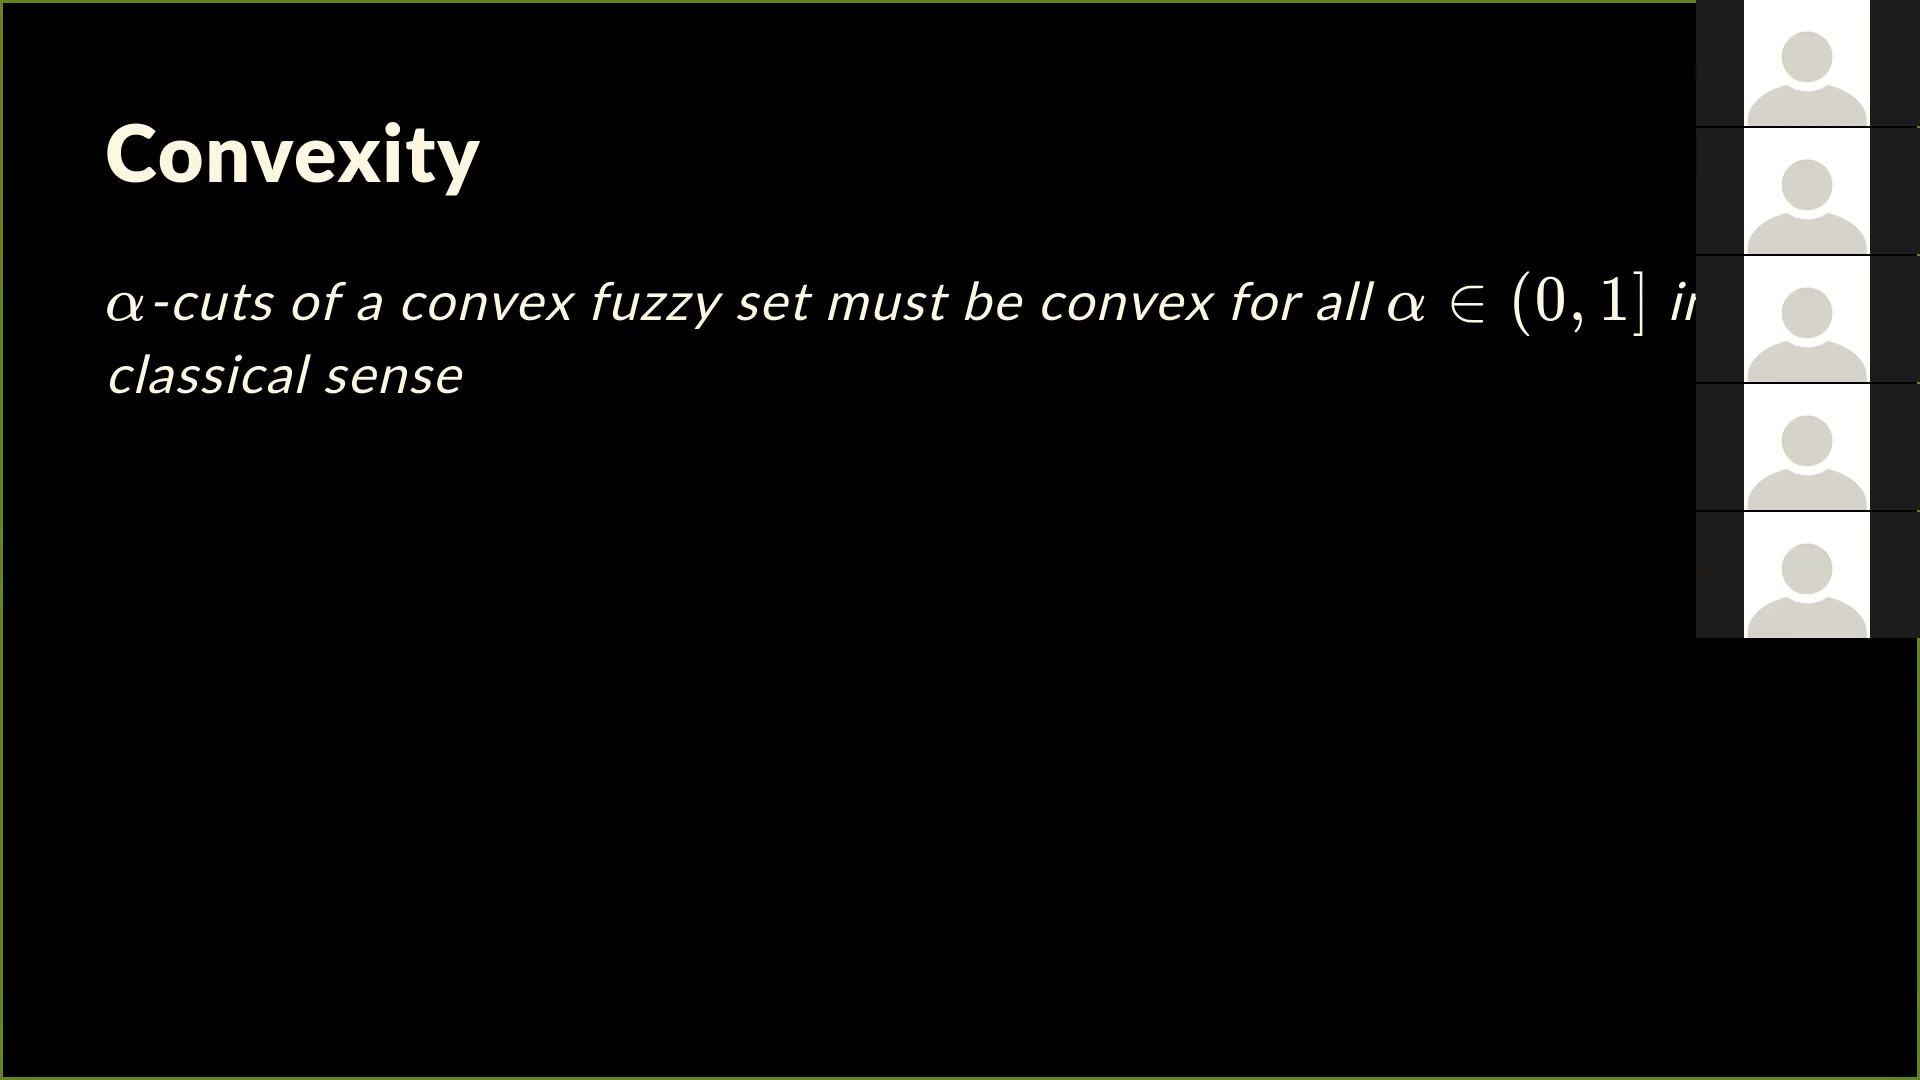 Convexity
α-cuts of a convex fuzzy set must be convex for all α ∈ (0, 1]
classical sense